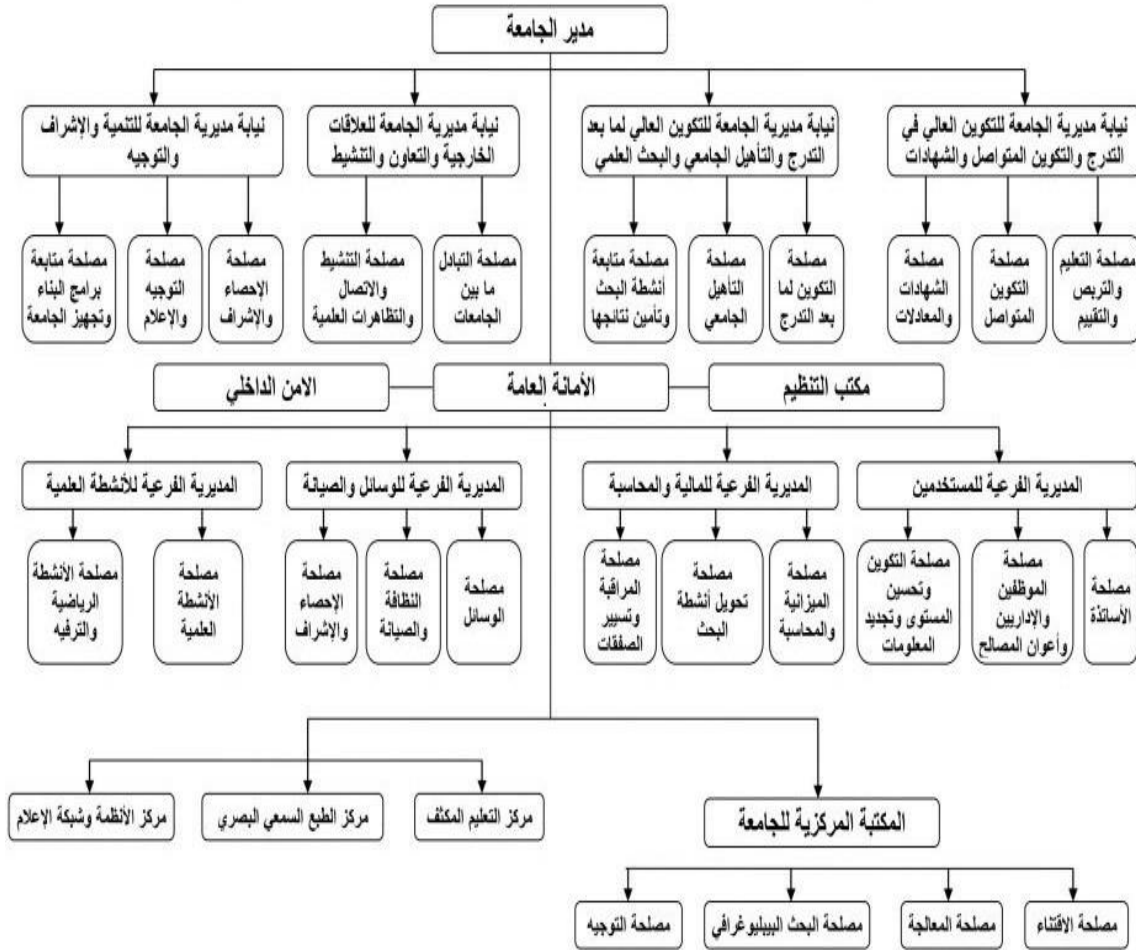 مدير الجامعة
نيابة مديرية الجامعة للتكوين العالي في
التدرج والتكوين المتواصل والشهادات
نيابة مديرية الجامعة للتكوين العالي لما بعد
التدرج والتأهيل الجامعي والبحث العلمي
نيابة مديرية الجامعة للعلاقات
الخارجية والتعاون والتنشيط
نيابة مديرية الجامعة للتنمية والإشراف
والتوجيه
مصلحة التعليم
والتربص
والتقييم
مصلحة
التكوين
المتواصل
مصلحة
الشهادات
والمعادلات
مصلحة
التكوين لما
بعد التدرج
مصلحة
التأهيل
الجامعي
مصلحة متابعة
أنشطة البحث
وتأمين نتائجها
مصلحة التبادل
ما بين
الجامعات
مصلحة التنشيط
والاتصال
والتظاهرات العلمية
مصلحة
الإحصاء
والإشراف
مصلحة
التوجيه
والإعلام
مصلحة متابعة
برامج البناء
وتجهيز الجامعة
مكتب التنظيم
الأمانة العامة
الامن الداخلي
المديرية الفرعية للمستخدمين
المديرية الفرعية للمالية والمحاسبة
المديرية الفرعية للوسائل والصيانة
المديرية الفرعية للأنشطة العلمية
مصلحة
الأساتذة
مصلحة
الموظفين
والإداريين
وأعوان المصالح
مصلحة التكوين
وتحسين
المستوى وتجديد
المعلومات
مصلحة
الميزانية
والمحاسبة
مصلحة
تحويل أنشطة
البحث
مصلحة
المراقبة
وتسيير
الصفقات
مصلحة
الوسائل
مصلحة
النظافة
والصيانة
مصلحة
الإحصاء
والإشراف
مصلحة
الأنشطة
العلمية
مصلحة الأنشطة
الرياضية
والترفيه
مركز التعليم المكثف
مركز الطبع السمعي البصري
مركز الأنظمة وشبكة الإعلام
المكتبة المركزية للجامعة
مصلحة الاقتناء
مصلحة المعالجة
مصلحة البحث البيبليوغرافي
مصلحة التوجيه